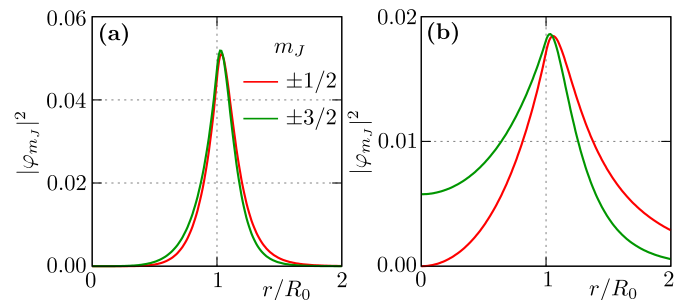 (a)
m_J
±1/2
±3/2
|φ_{m_J}|^2
0.06
0.04
0.02
0.00
0
1
2
r/R_0
(b)
|φ_{m_J}|^2
0.02
0.01
0.00
0
1
2
r/R_0